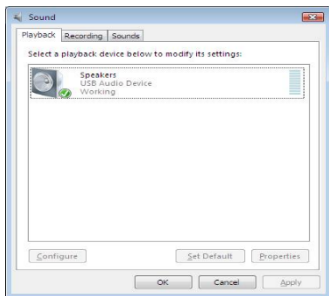 Sound
Playback Recording Sounds
Select a playback device below to modify its settings:
Speakers
USB Audio Device
Working
Configure Set Default Properties
OK Cancel Apply